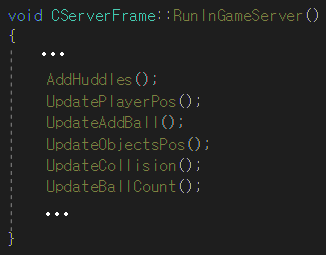 void CServerFrame::RunInGameServer()
{
...
AddHuddles();
UpdatePlayerPos();
UpdateAddBall();
UpdateObjectsPos();
UpdateCollision();
UpdateBallCount();
...
}